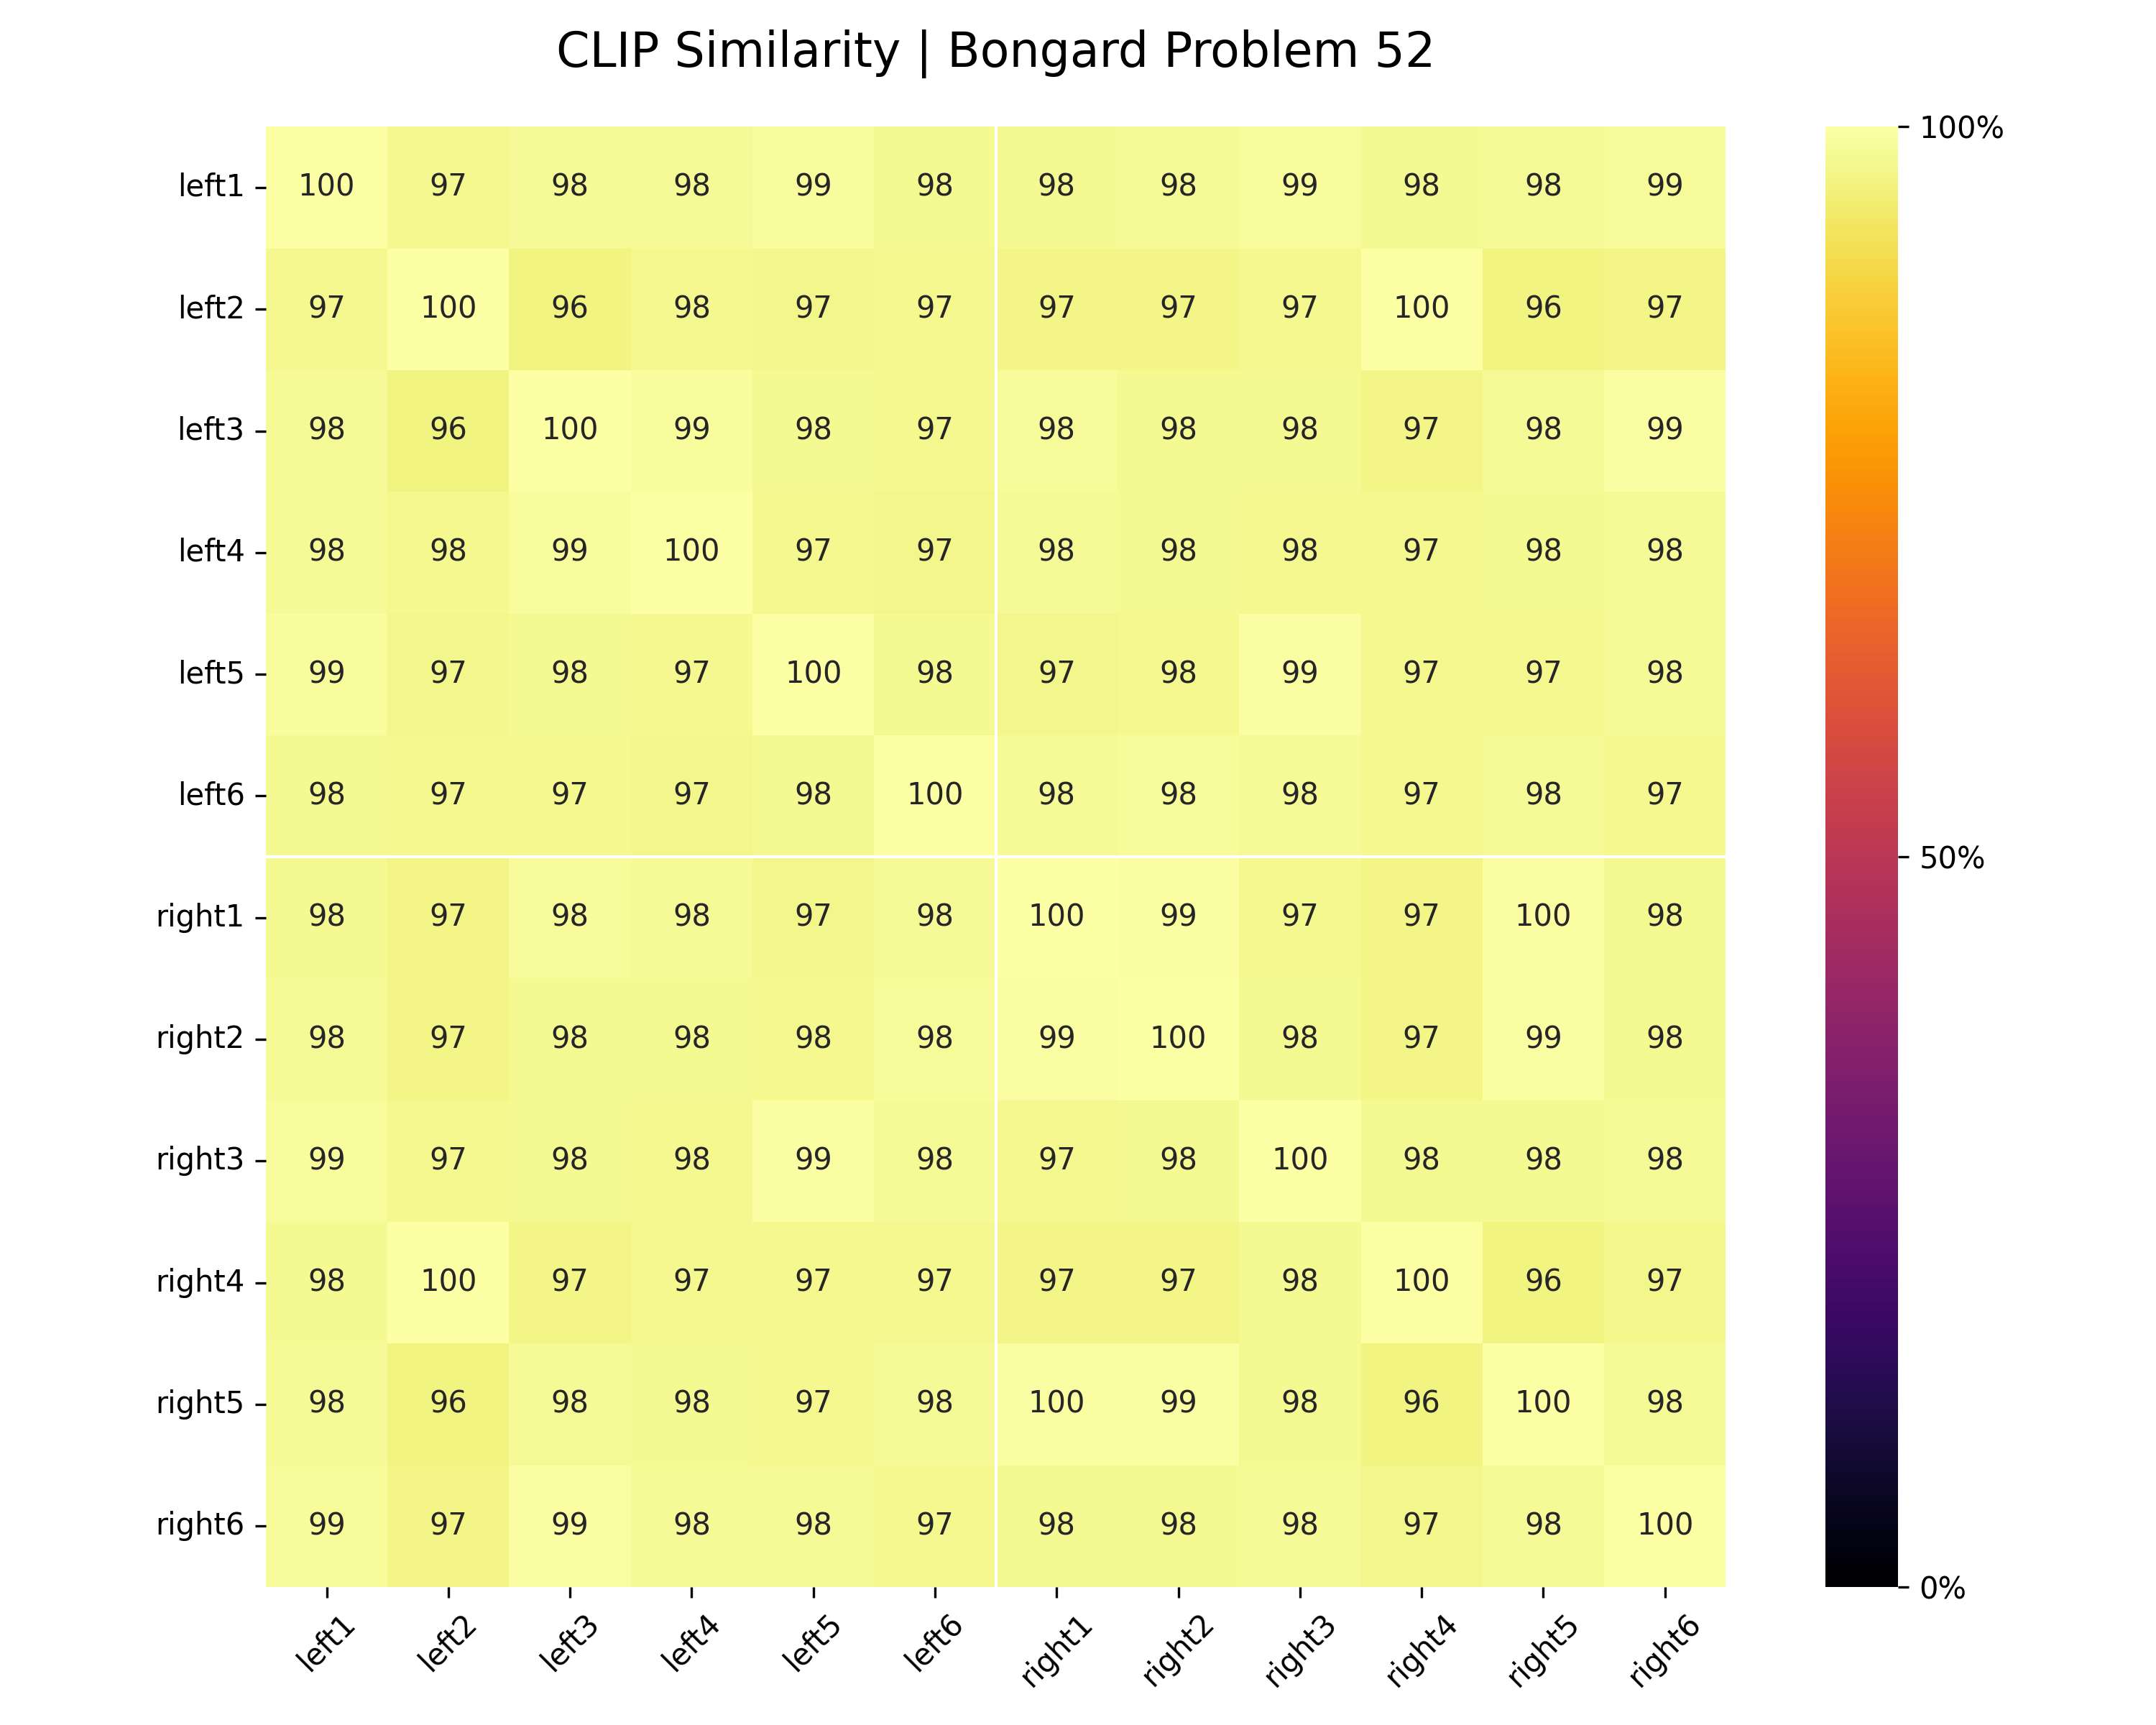 CLIP Similarity | Bongard Problem 52
left1 100 97 98 98 99 98 98 98 99 98 98 99
left2 97 100 96 98 97 97 97 97 97 100 96 97
left3 98 96 100 99 98 97 98 98 98 97 98 99
left4 98 98 99 100 97 97 98 98 98 97 98 98
left5 99 97 98 97 100 98 97 98 99 97 97 98
left6 98 97 97 97 98 100 98 98 98 97 98 97
right1 98 97 98 98 97 98 100 99 97 97 100 98
right2 98 97 98 98 98 98 99 100 98 97 99 98
right3 99 97 98 98 99 98 97 98 100 98 98 98
right4 98 100 97 97 97 97 97 97 98 100 96 97
right5 98 96 98 98 97 98 100 99 98 96 100 98
right6 99 97 99 98 98 97 98 98 98 97 98 100
left1 left2 left3 left4 left5 left6 right1 right2 right3 right4 right5 right6
100%
50%
0%